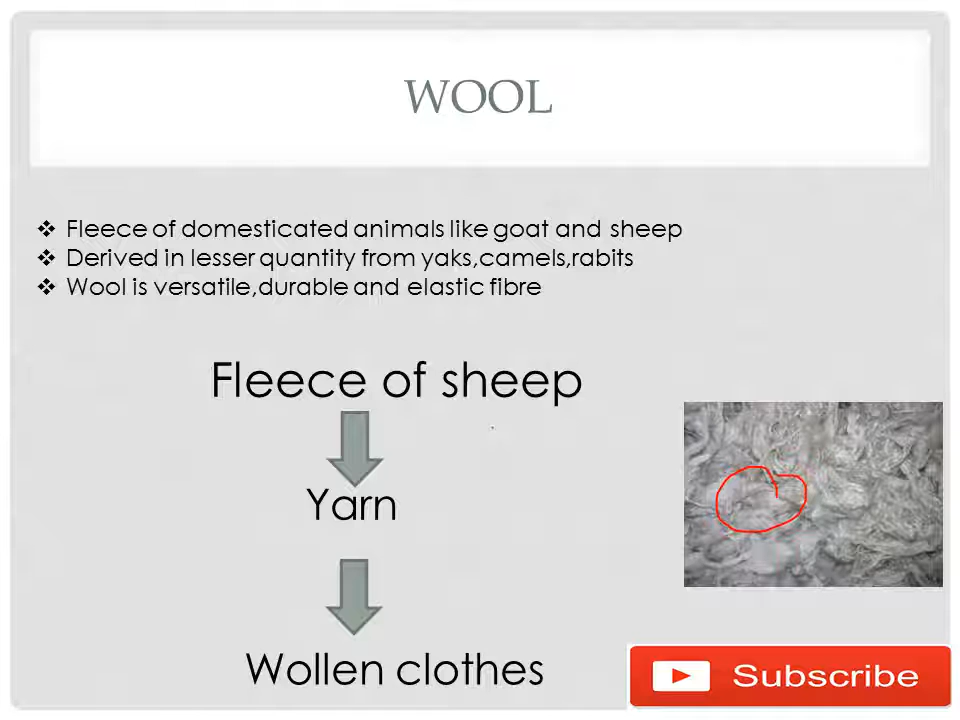 WOOL
❖ Fleece of domesticated animals like goat and sheep
❖ Derived in lesser quantity from yaks,camels,rabits
❖ Wool is versatile,durable and elastic fibre
Fleece of sheep
Yarn
Wollen clothes
Subscribe